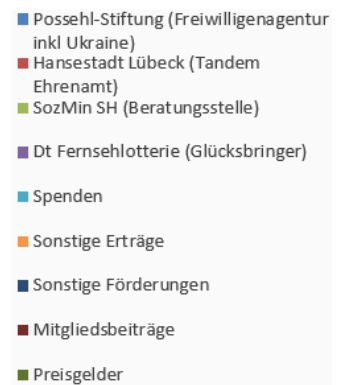 Possehl-Stiftung (Freiwilligenagentur
inkl Ukraine)
Hansestadt Lübeck (Tandem
Ehrenamt)
SozMin SH (Beratungsstelle)
Dt Fernsehlotterie (Glücksbringer)
Spenden
Sonstige Erträge
Sonstige Förderungen
Mitgliedsbeiträge
Preisgelder